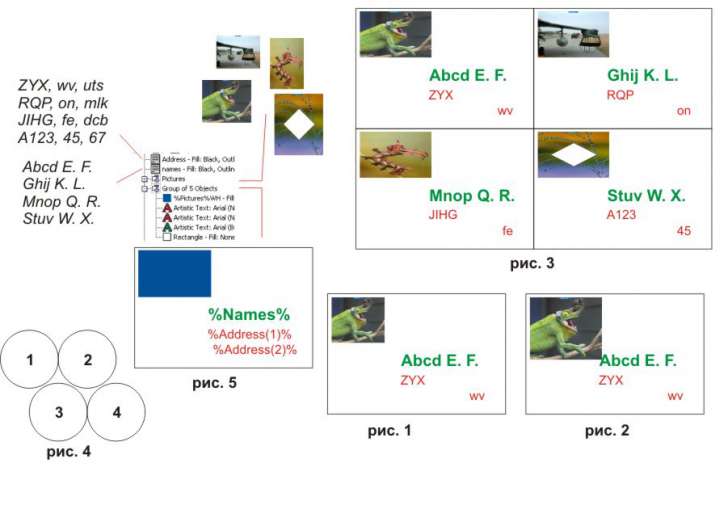 ZYX, wv, uts
RQP, on, mlk
JIHG, fe, dcb
A123, 45, 67
Abcd E. F.
Ghij K. L.
Mnop Q. R.
Stuv W. X.
Address - Fill: Black, Outl
names - Fill: Black, Outlin
Pictures
Group of 5 Objects
%Pictures%WH - Fill
Artistic Text: Arial (N
Artistic Text: Arial (N
Artistic Text: Arial (B
Rectangle - Fill: None
%Names%
%Address(1)%
%Address(2)%
рис. 5
Abcd E. F.
ZYX
wv
Ghij K. L.
RQP
on
Mnop Q. R.
JIHG
fe
Stuv W. X.
A123
45
рис. 3
1
2
3
4
рис. 4
Abcd E. F.
ZYX
wv
рис. 1
Abcd E. F.
ZYX
wv
рис. 2